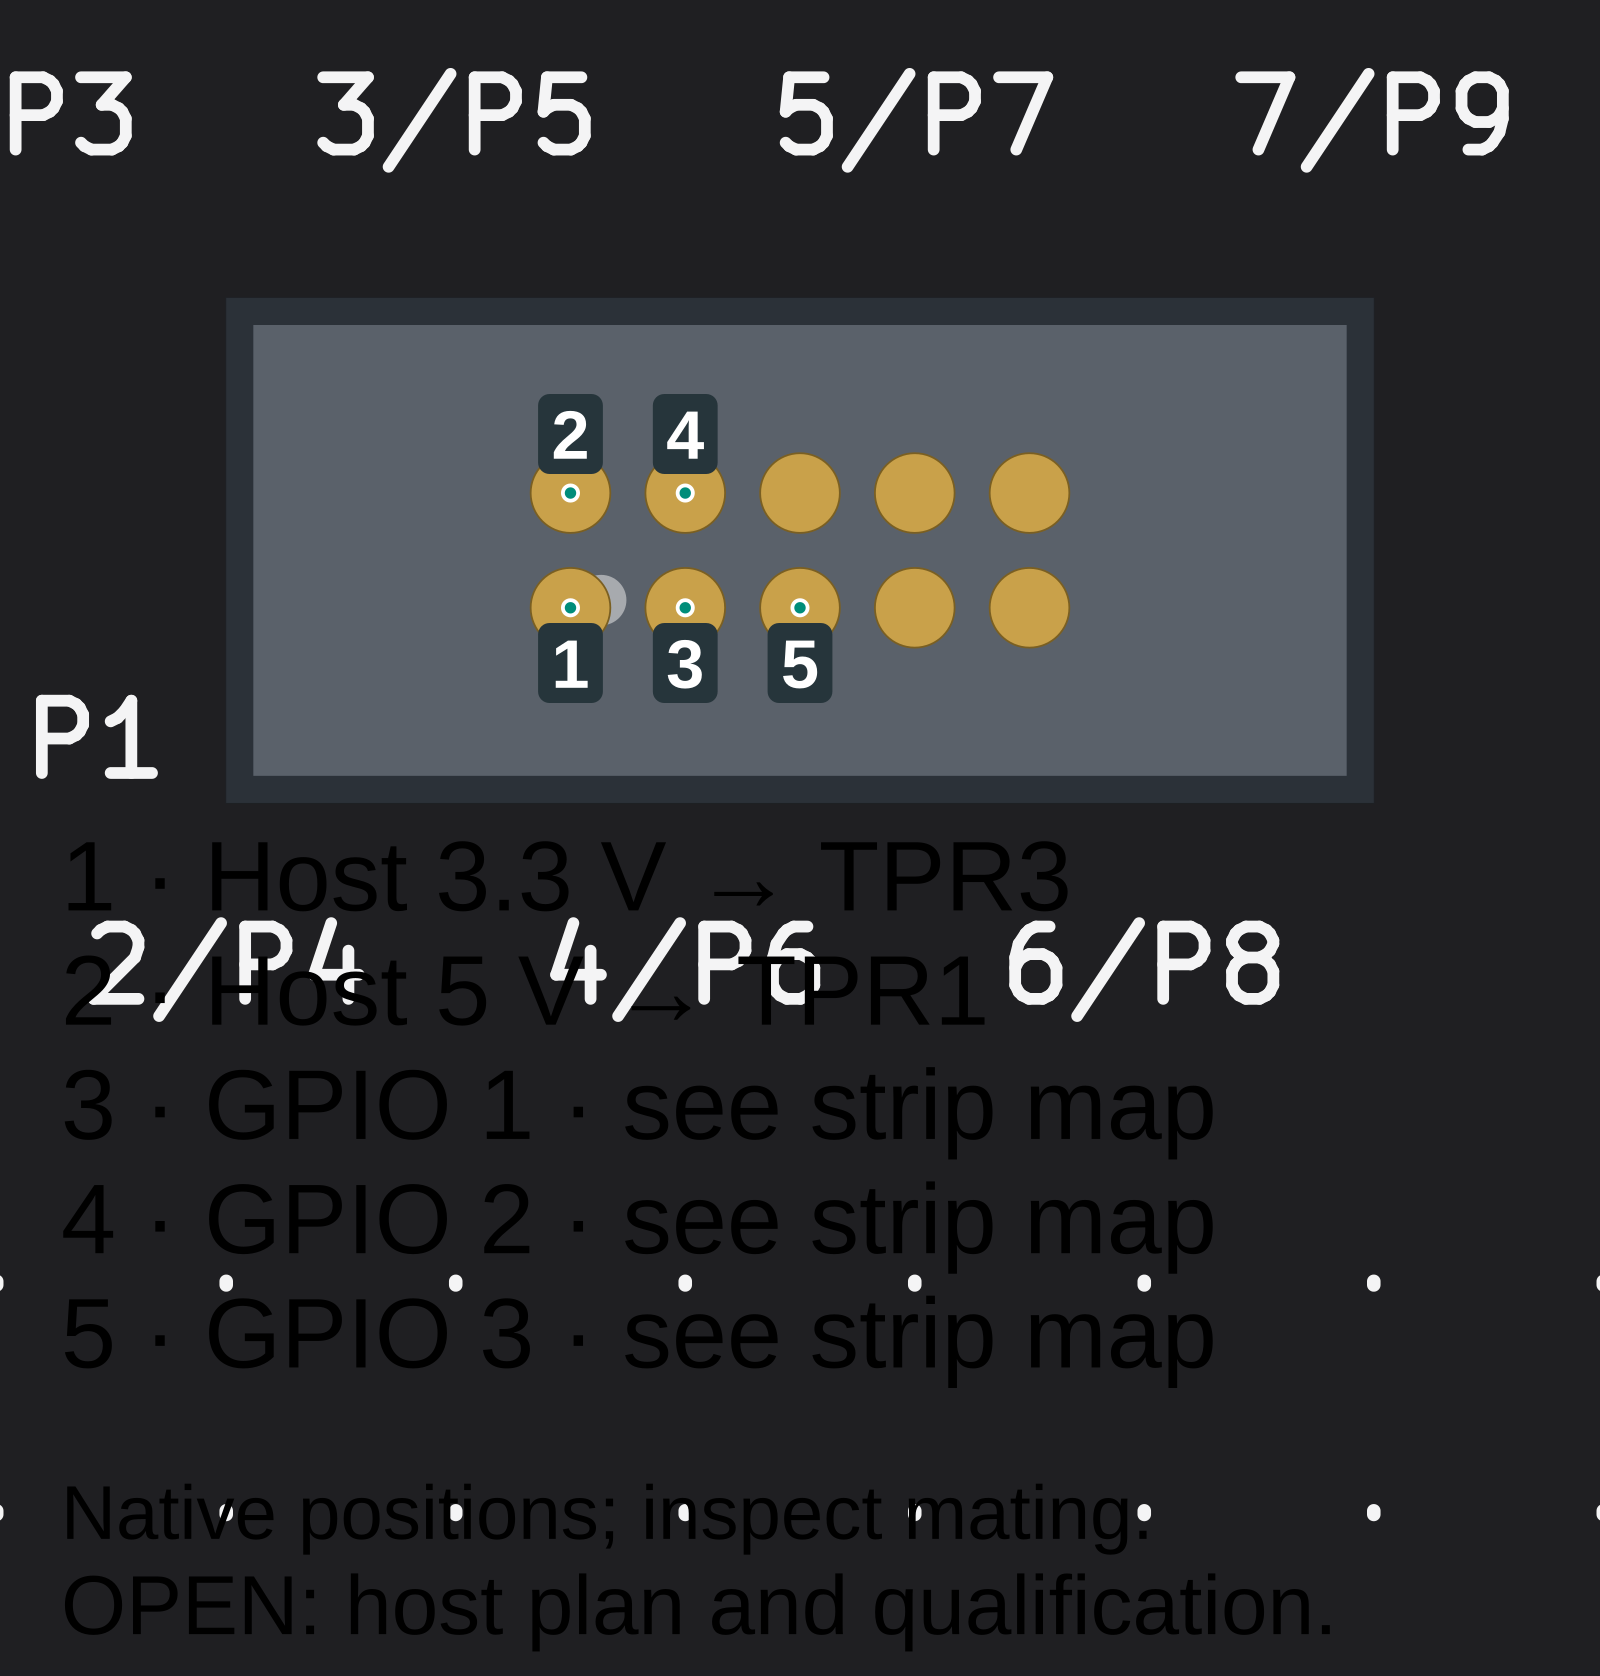 P3 3/P5 5/P7 7/P9
2 4
1 3 5
P1
1 · Host 3.3 V → TPR3
2/P4 4/P6 6/P8
2 · Host 5 V → TPR1
3 · GPIO 1 · see strip map
4 · GPIO 2 · see strip map
5 · GPIO 3 · see strip map
Native positions; inspect mating.
OPEN: host plan and qualification.